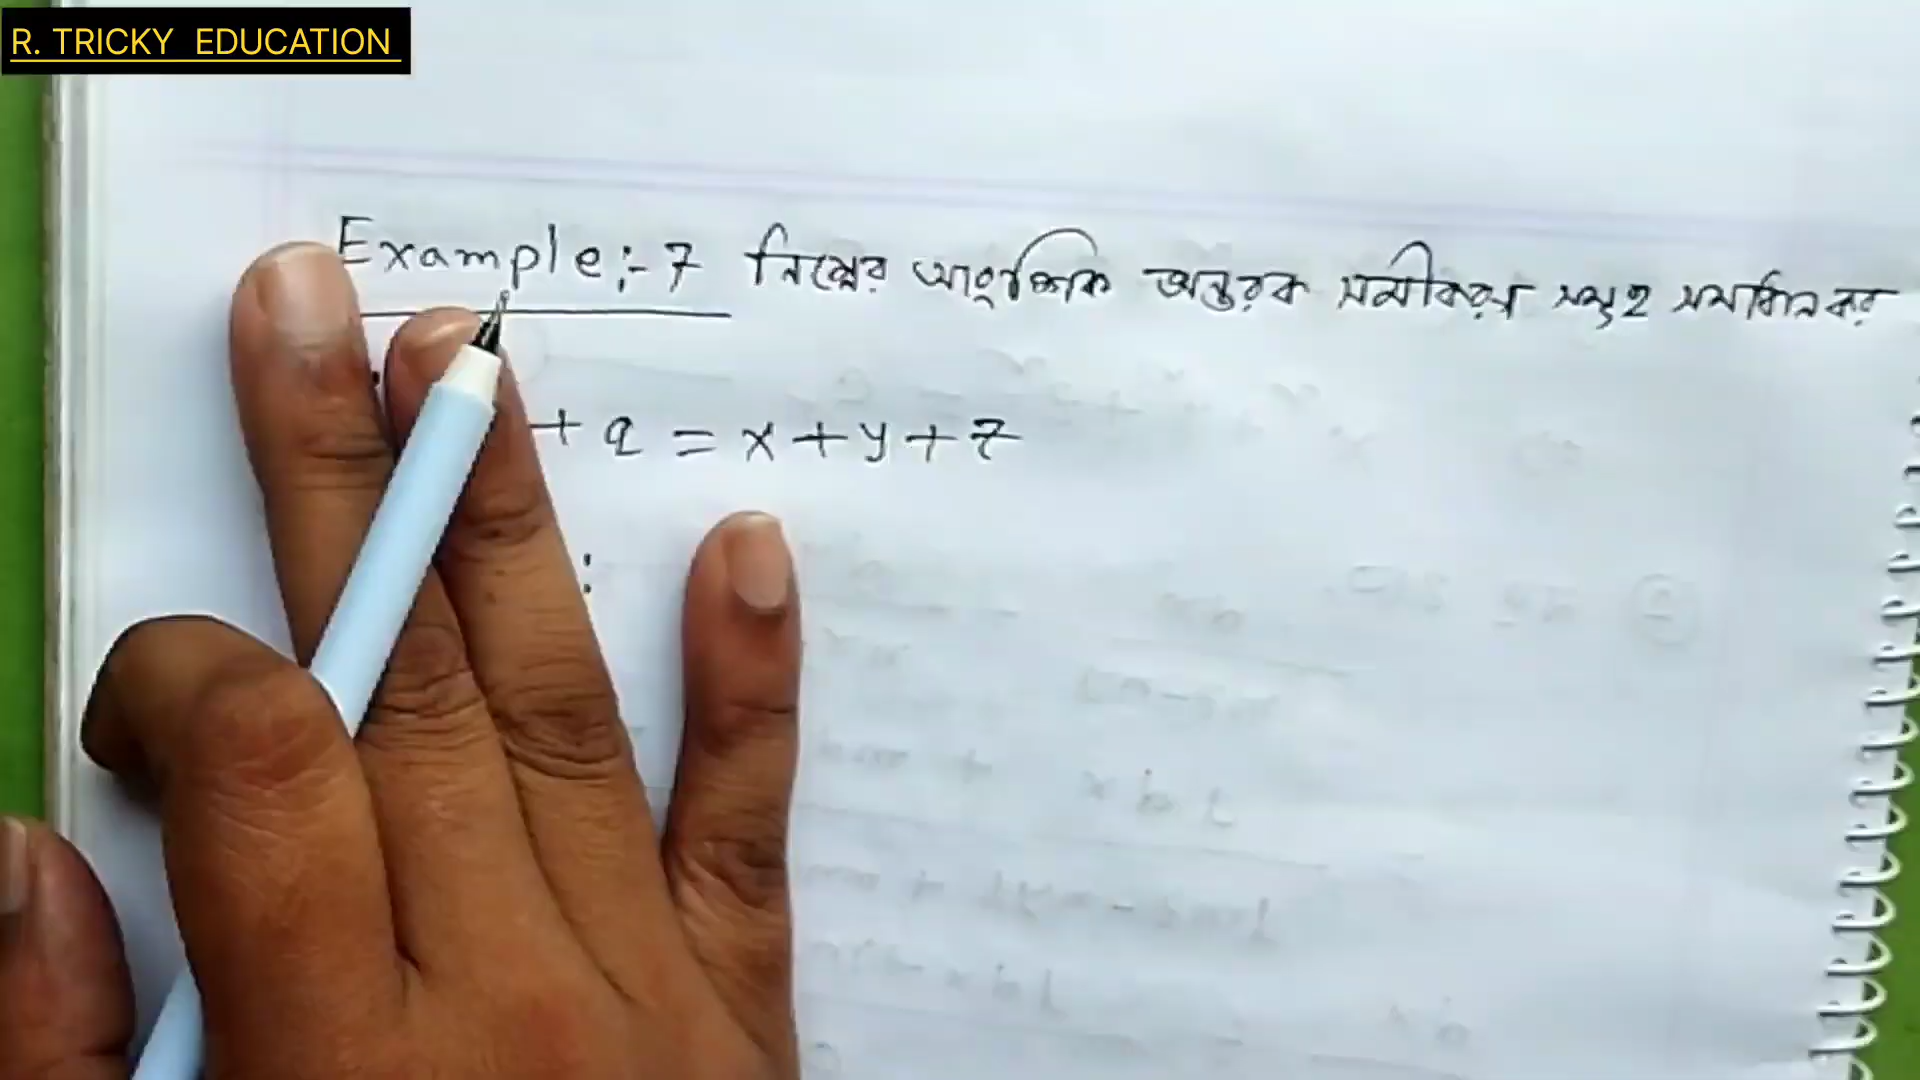 R. TRICKY EDUCATION
Example:- 7 নিম্নের আংশিক অন্তরক সমীকরণ সমূহ সমাধান কর
+ q = x + y + z
: